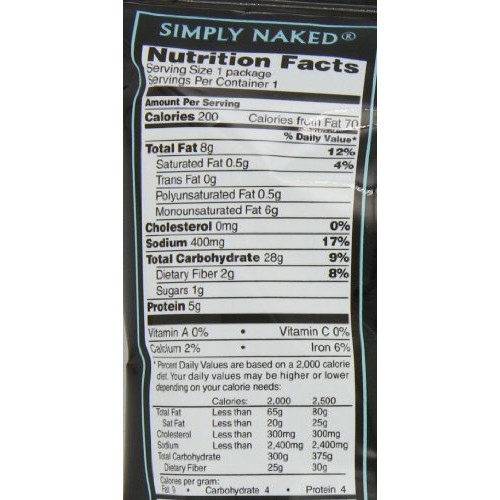 SIMPLY NAKED®
Nutrition Facts
Serving Size 1 package
Servings Per Container 1
Amount Per Serving
Calories 200 Calories from Fat 70
% Daily Value*
Total Fat 8g 12%
Saturated Fat 0.5g 4%
Trans Fat 0g
Polyunsaturated Fat 0.5g
Monounsaturated Fat 6g
Cholesterol 0mg 0%
Sodium 400mg 17%
Total Carbohydrate 28g 9%
Dietary Fiber 2g 8%
Sugars 1g
Protein 5g
Vitamin A 0% • Vitamin C 0%
Calcium 2% • Iron 6%
*Percent Daily Values are based on a 2,000 calorie
diet. Your daily values may be higher or lower
depending on your calorie needs:
Calories: 2,000 2,500
Total Fat Less than 65g 80g
Sat Fat Less than 20g 25g
Cholesterol Less than 300mg 300mg
Sodium Less than 2,400mg 2,400mg
Total Carbohydrate 300g 375g
Dietary Fiber 25g 30g
Calories per gram:
Fat 9 • Carbohydrate 4 • Protein 4